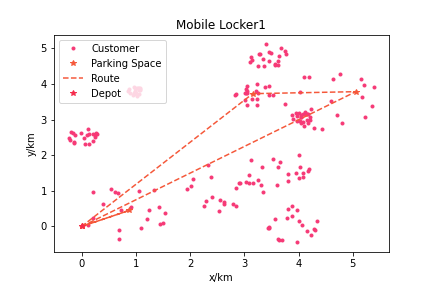 Mobile Locker1
Customer
Parking Space
Route
Depot
y/km
5
4
3
2
1
0
0
1
2
3
4
5
x/km